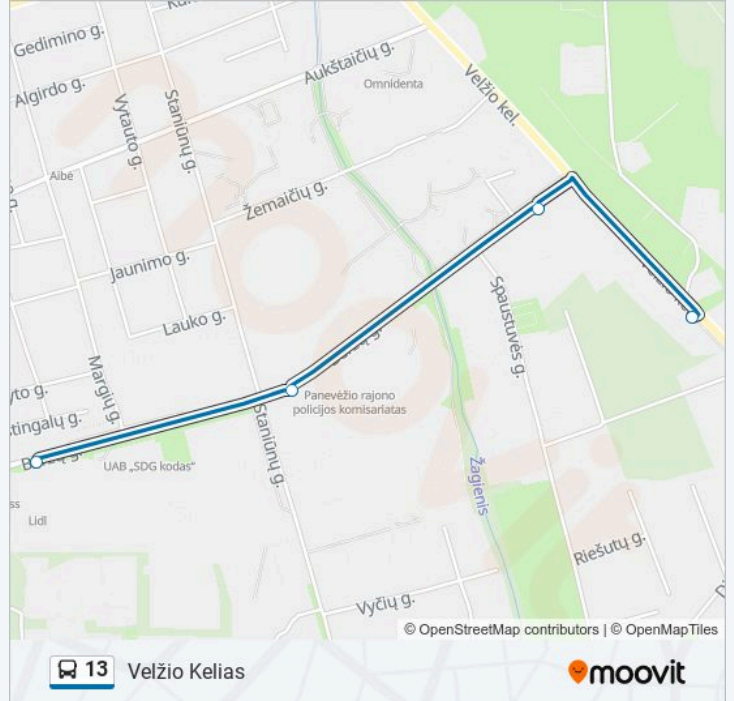 Gedimino g.
Aukštaičių g.
Algirdo g.
Omnidenta
Velžio kel.
Vytauto g.
Staniūnų g.
Aibė
Žemaičių g.
Jaunimo g.
Spaustuvės g.
Lauko g.
Margių g.
Panevėžio rajono
policijos komisariatas
Staniūnų g.
UAB „SDG kodas“
Žagienis
Lidl
Riešutų g.
Vyčių g.
© OpenStreetMap contributors | © OpenMapTiles
13 Velžio Kelias
moovit